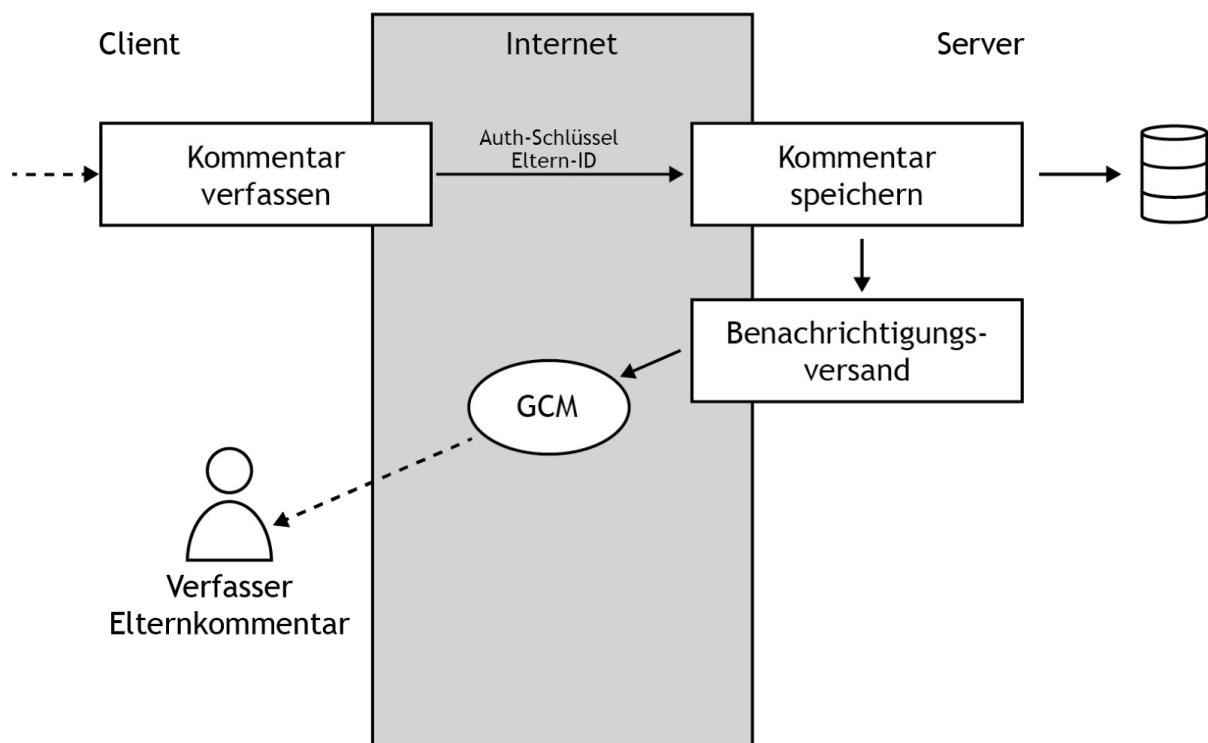 Client
Internet
Server
Kommentar
verfassen
Auth-Schlüssel
Eltern-ID
Kommentar
speichern
Benachrichtigungs-
versand
GCM
Verfasser
Elternkommentar